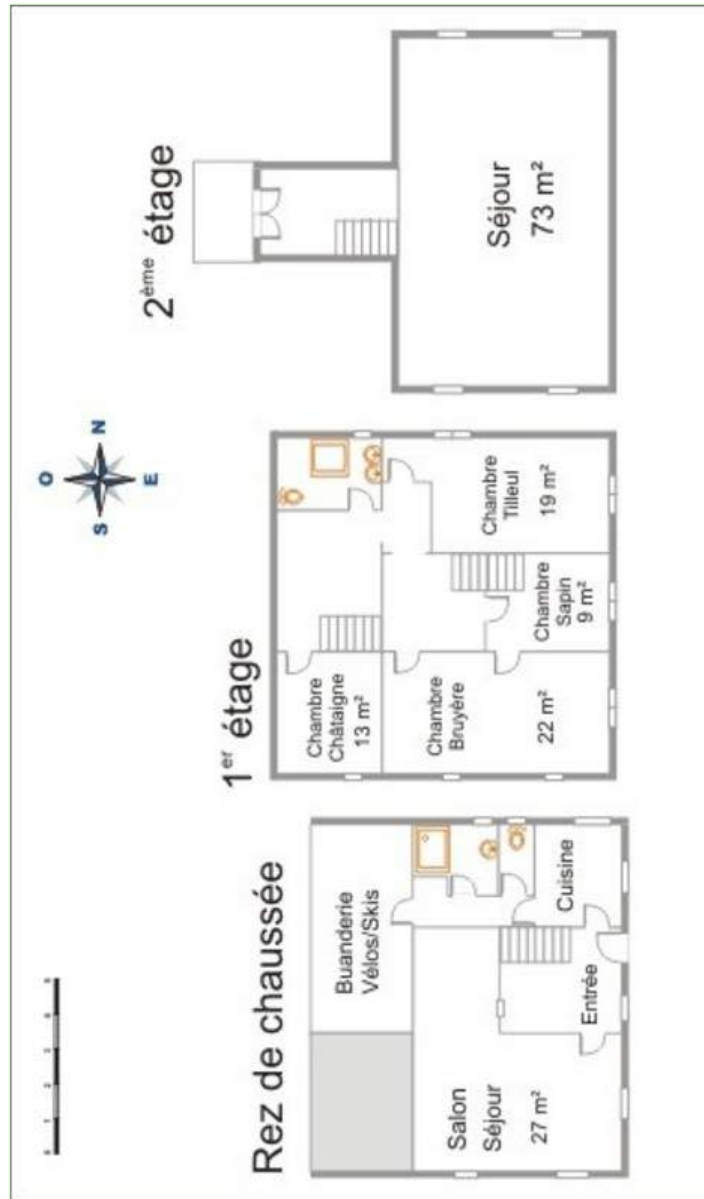 Rez de chaussée
Buanderie
Vélos/Skis
Salon
Séjour
27 m²
Entrée
Cuisine
1er étage
Chambre
Châtaigne
13 m²
Chambre
Bruyère
22 m²
Chambre
Sapin
9 m²
Chambre
Tilleul
19 m²
2ème étage
Séjour
73 m²
O
N
S
E